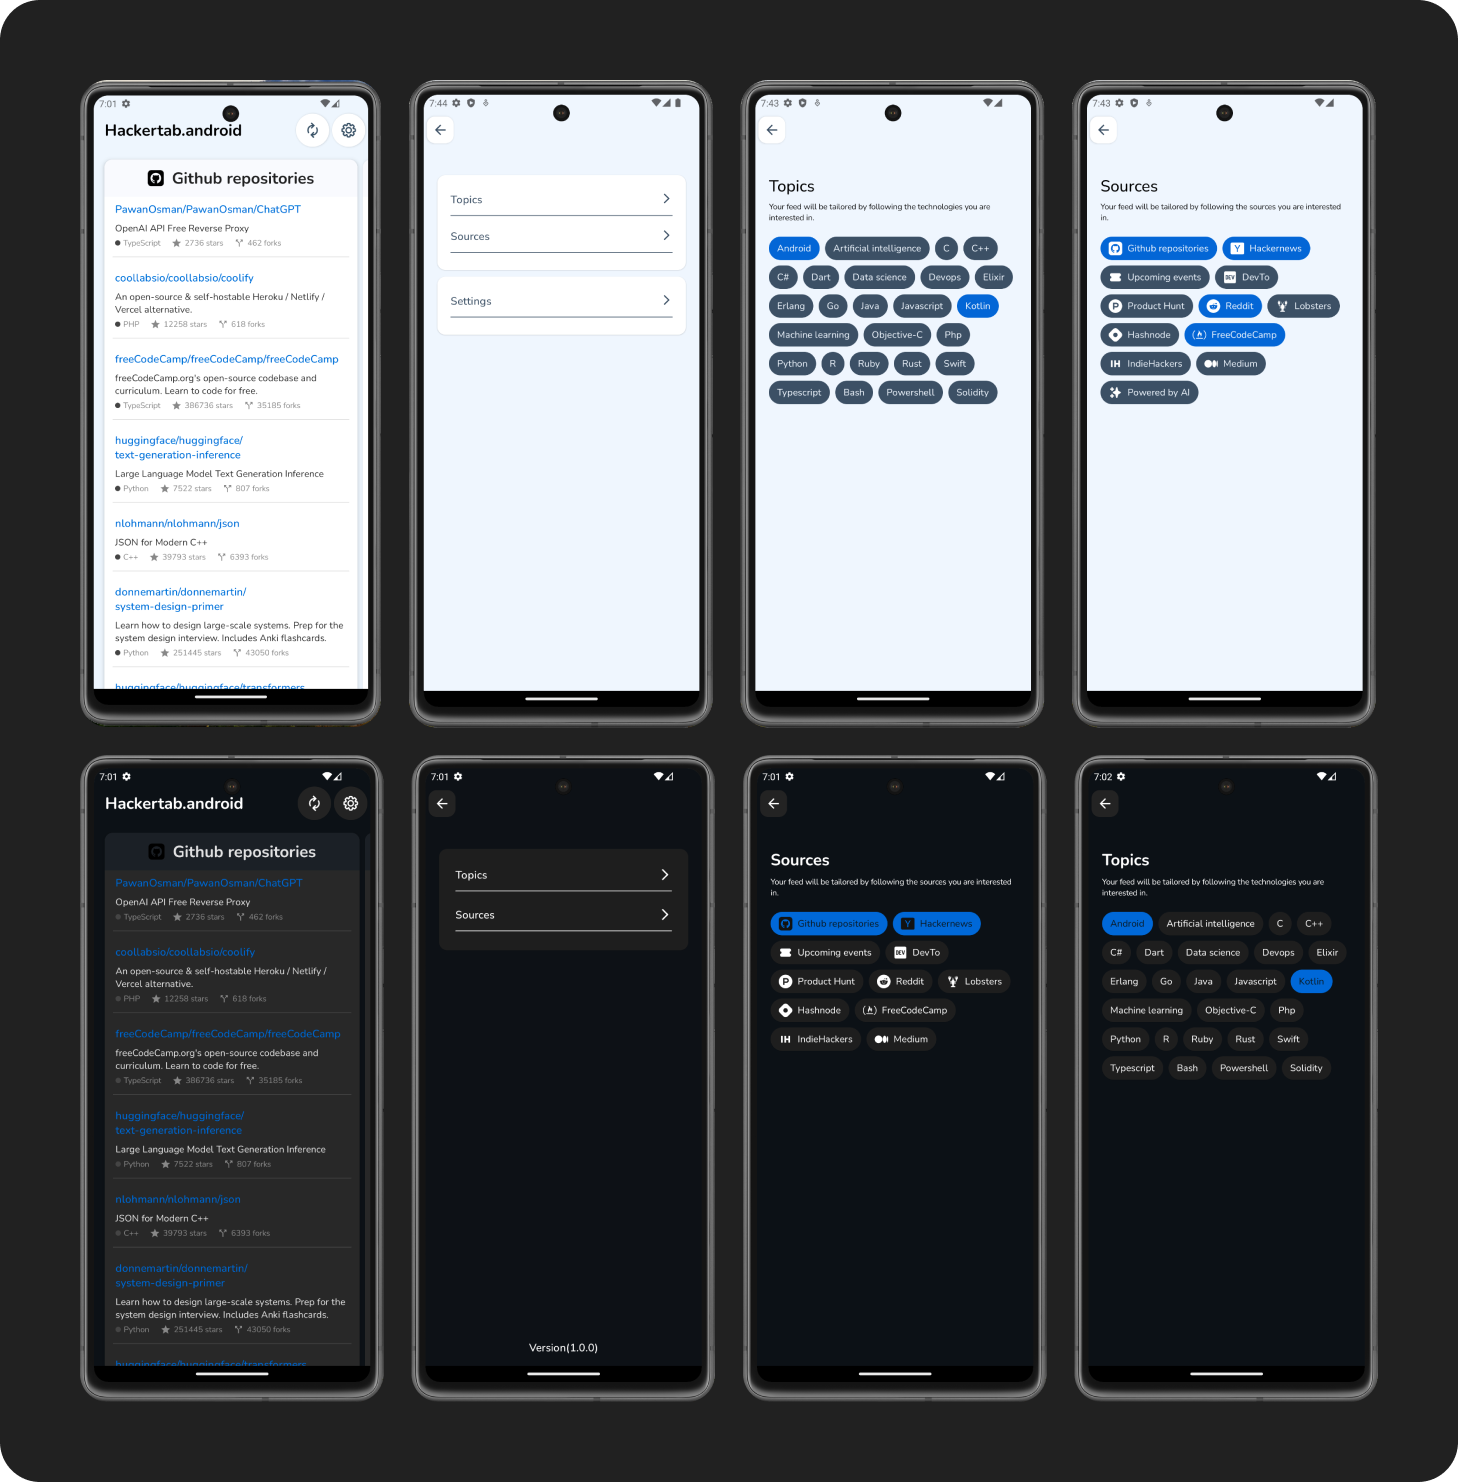 7:01
Hackertab.android
Github repositories
PawanOsman/PawanOsman/ChatGPT
OpenAI API Free Reverse Proxy
TypeScript 2736 stars 462 forks
coollabsio/coollabsio/coolify
An open-source & self-hostable Heroku / Netlify /
Vercel alternative.
PHP 12258 stars 618 forks
freeCodeCamp/freeCodeCamp/freeCodeCamp
freeCodeCamp.org's open-source codebase and
curriculum. Learn to code for free.
TypeScript 386736 stars 35185 forks
huggingface/huggingface/
text-generation-inference
Large Language Model Text Generation Inference
Python 7522 stars 807 forks
nlohmann/nlohmann/json
JSON for Modern C++
C++ 39793 stars 6393 forks
donnemartin/donnemartin/
system-design-primer
Learn how to design large-scale systems. Prep for the
system design interview. Includes Anki flashcards.
Python 251445 stars 43050 forks
huggingface/huggingface/transformers
7:44
Topics
Sources
Settings
7:43
Topics
Your feed will be tailored by following the technologies you are
interested in.
Android Artificial intelligence C C++
C# Dart Data science Devops Elixir
Erlang Go Java Javascript Kotlin
Machine learning Objective-C Php
Python R Ruby Rust Swift
Typescript Bash Powershell Solidity
7:43
Sources
Your feed will be tailored by following the sources you are interested
in.
Github repositories Y Hackernews
Upcoming events DEV DevTo
P Product Hunt Reddit Lobsters
Hashnode FreeCodeCamp
IH IndieHackers Medium
Powered by AI
7:01
Hackertab.android
Github repositories
PawanOsman/PawanOsman/ChatGPT
OpenAI API Free Reverse Proxy
TypeScript 2736 stars 462 forks
coollabsio/coollabsio/coolify
An open-source & self-hostable Heroku / Netlify /
Vercel alternative.
PHP 12258 stars 618 forks
freeCodeCamp/freeCodeCamp/freeCodeCamp
freeCodeCamp.org's open-source codebase and
curriculum. Learn to code for free.
TypeScript 386736 stars 35185 forks
huggingface/huggingface/
text-generation-inference
Large Language Model Text Generation Inference
Python 7522 stars 807 forks
nlohmann/nlohmann/json
JSON for Modern C++
C++ 39793 stars 6393 forks
donnemartin/donnemartin/
system-design-primer
Learn how to design large-scale systems. Prep for the
system design interview. Includes Anki flashcards.
Python 251445 stars 43050 forks
huggingface/huggingface/transformers
7:01
Topics
Sources
Version(1.0.0)
7:01
Sources
Your feed will be tailored by following the sources you are interested
in.
Github repositories Y Hackernews
Upcoming events DEV DevTo
P Product Hunt Reddit Lobsters
Hashnode FreeCodeCamp
IH IndieHackers Medium
7:02
Topics
Your feed will be tailored by following the technologies you are
interested in.
Android Artificial intelligence C C++
C# Dart Data science Devops Elixir
Erlang Go Java Javascript Kotlin
Machine learning Objective-C Php
Python R Ruby Rust Swift
Typescript Bash Powershell Solidity